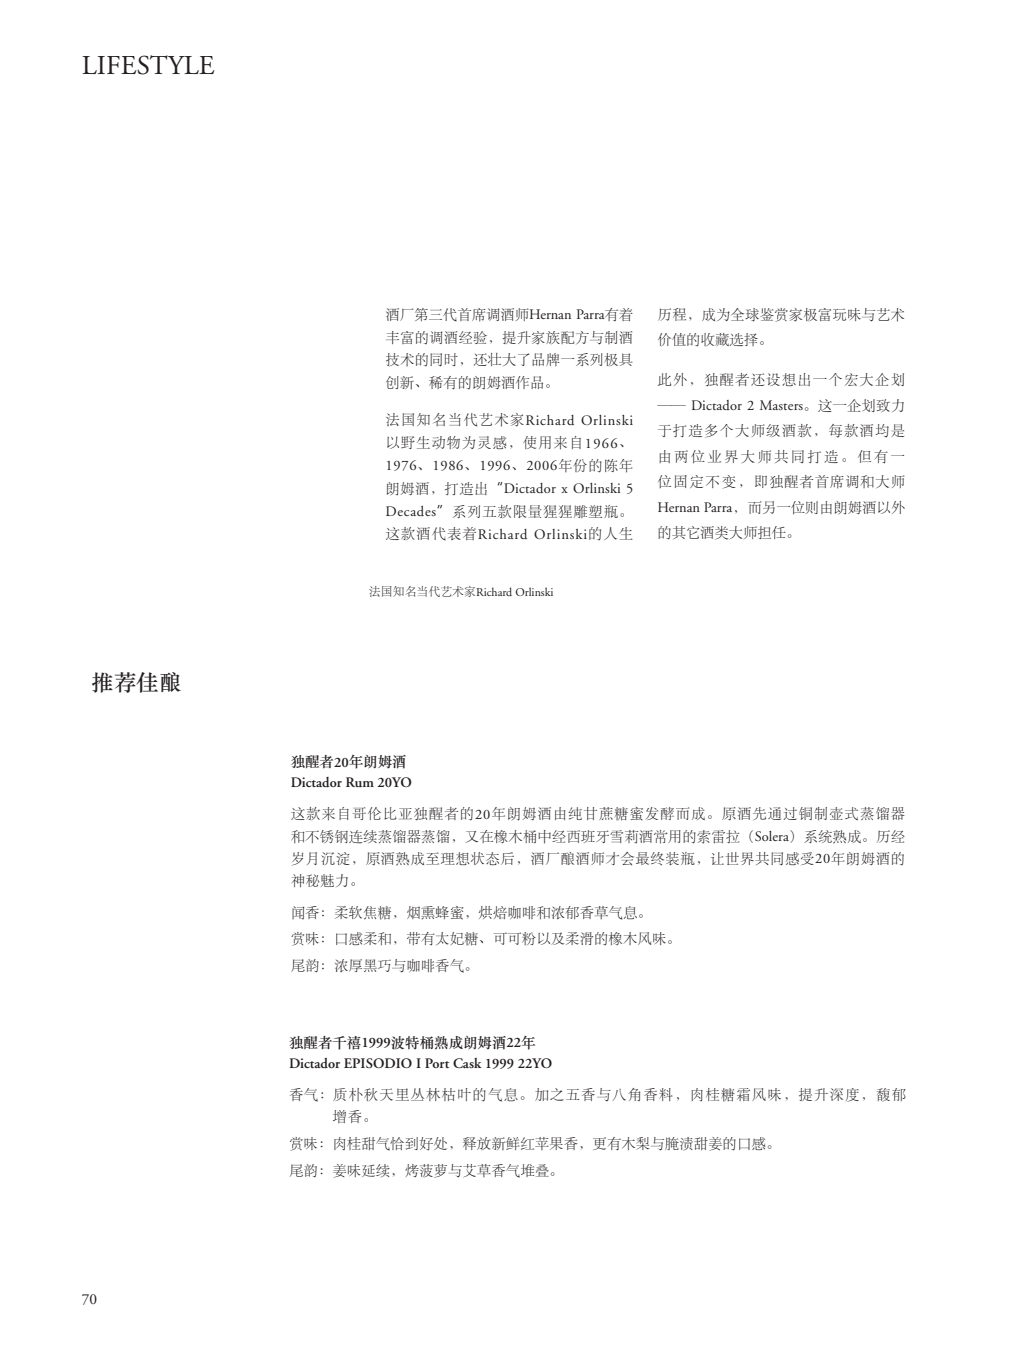 LIFESTYLE
酒厂第三代首席调酒师Hernan Parra有着
丰富的调酒经验，提升家族配方与制酒
技术的同时，还壮大了品牌一系列极具
创新、稀有的朗姆酒作品。
法国知名当代艺术家Richard Orlinski
以野生动物为灵感，使用来自1966、
1976、1986、1996、2006年份的陈年
朗姆酒，打造出“Dictador x Orlinski 5
Decades”系列五款限量猩猩雕塑瓶。
这款酒代表着Richard Orlinski的人生
历程，成为全球鉴赏家极富玩味与艺术
价值的收藏选择。
此外，独醒者还设想出一个宏大企划
—— Dictador 2 Masters。这一企划致力
于打造多个大师级酒款，每款酒均是
由两位业界大师共同打造。但有一
位固定不变，即独醒者首席调和大师
Hernan Parra，而另一位则由朗姆酒以外
的其它酒类大师担任。
法国知名当代艺术家Richard Orlinski
推荐佳酿
独醒者20年朗姆酒
Dictador Rum 20YO
这款来自哥伦比亚独醒者的20年朗姆酒由纯甘蔗糖蜜发酵而成。原酒先通过铜制壶式蒸馏器
和不锈钢连续蒸馏器蒸馏，又在橡木桶中经西班牙雪莉酒常用的索雷拉（Solera）系统熟成。历经
岁月沉淀，原酒熟成至理想状态后，酒厂酿酒师才会最终装瓶，让世界共同感受20年朗姆酒的
神秘魅力。
闻香：柔软焦糖，烟熏蜂蜜，烘焙咖啡和浓郁香草气息。
赏味：口感柔和，带有太妃糖、可可粉以及柔滑的橡木风味。
尾韵：浓厚黑巧与咖啡香气。
独醒者千禧1999波特桶熟成朗姆酒22年
Dictador EPISODIO I Port Cask 1999 22YO
香气：质朴秋天里丛林枯叶的气息。加之五香与八角香料，肉桂糖霜风味，提升深度，馥郁
增香。
赏味：肉桂甜气恰到好处，释放新鲜红苹果香，更有木梨与腌渍甜姜的口感。
尾韵：姜味延续，烤菠萝与艾草香气堆叠。
70